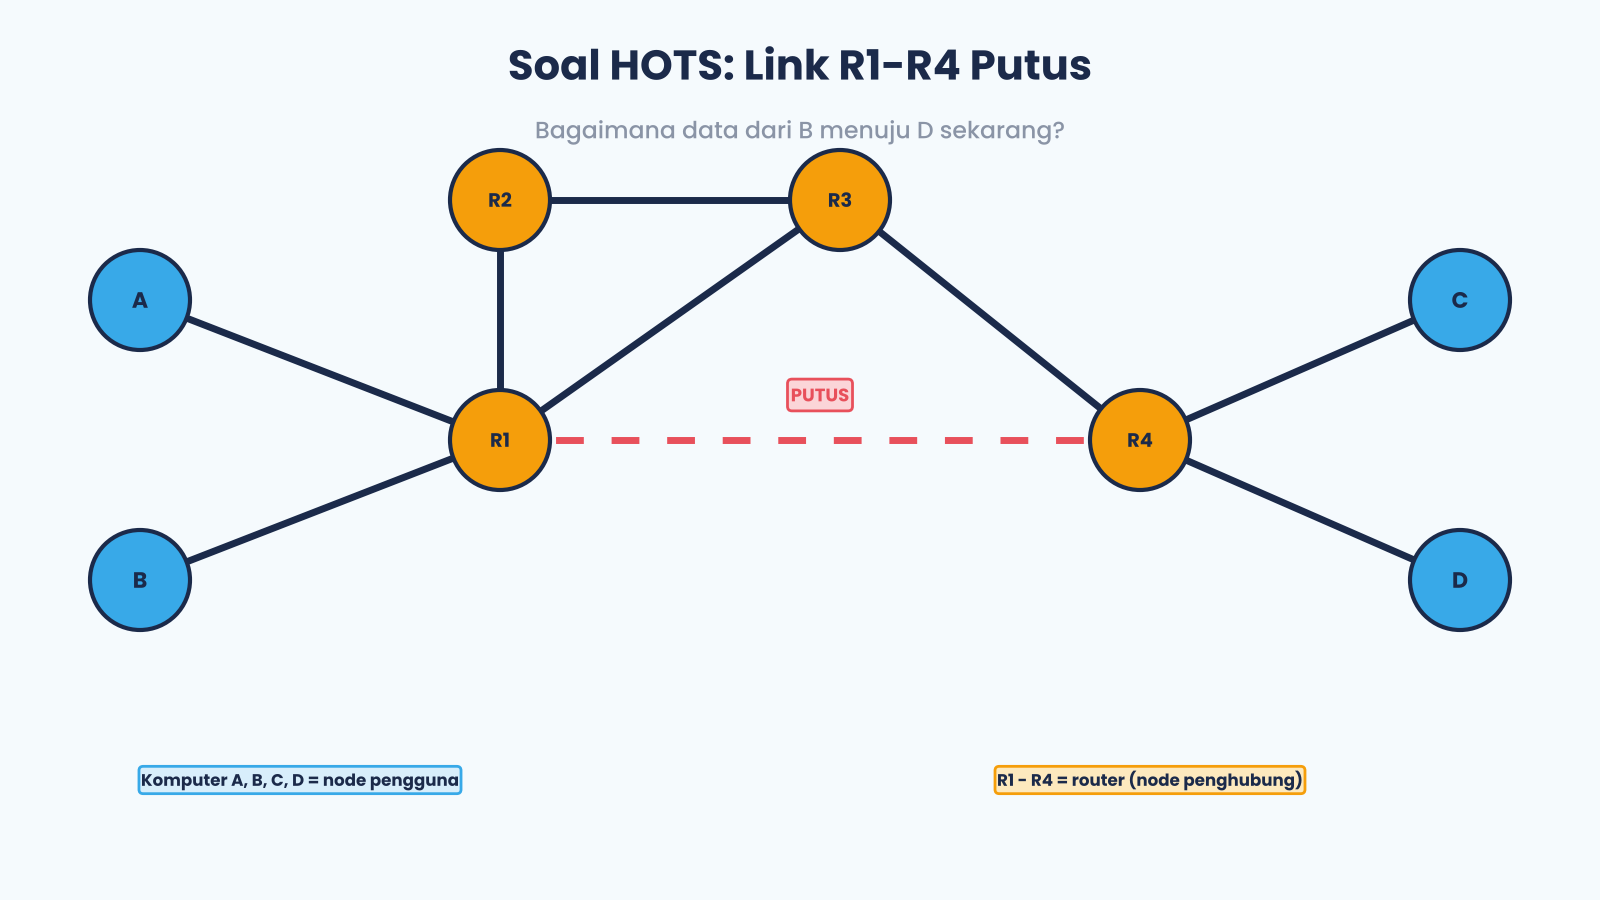 Soal HOTS: Link R1-R4 Putus
Bagaimana data dari B menuju D sekarang?
R2
R3
A
C
PUTUS
R1
R4
B
D
Komputer A, B, C, D = node pengguna
R1 - R4 = router (node penghubung)